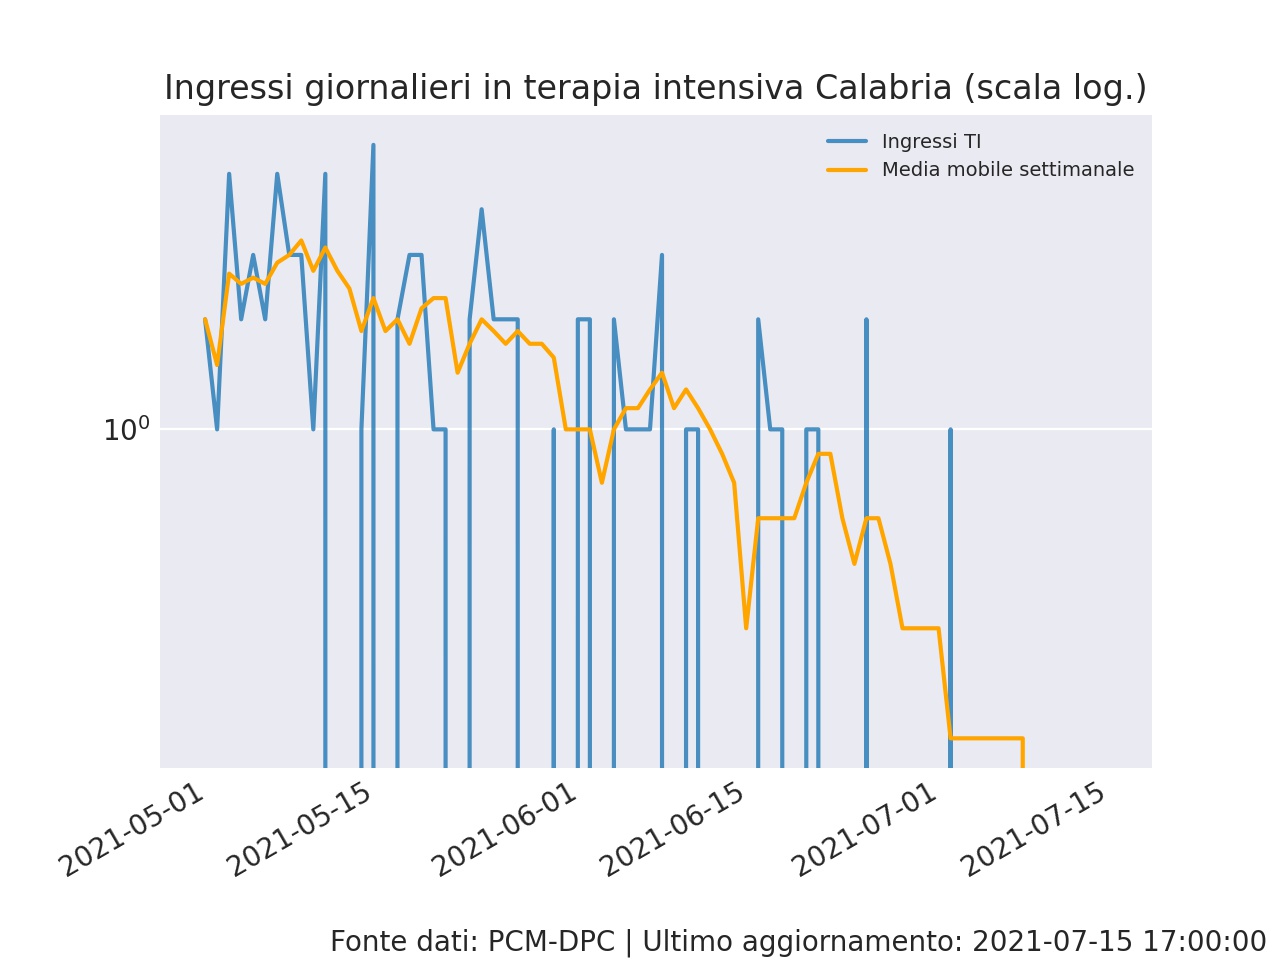 Ingressi giornalieri in terapia intensiva Calabria (scala log.)
Ingressi TI
Media mobile settimanale
10⁰
2021-05-01
2021-05-15
2021-06-01
2021-06-15
2021-07-01
2021-07-15
Fonte dati: PCM-DPC | Ultimo aggiornamento: 2021-07-15 17:00:00